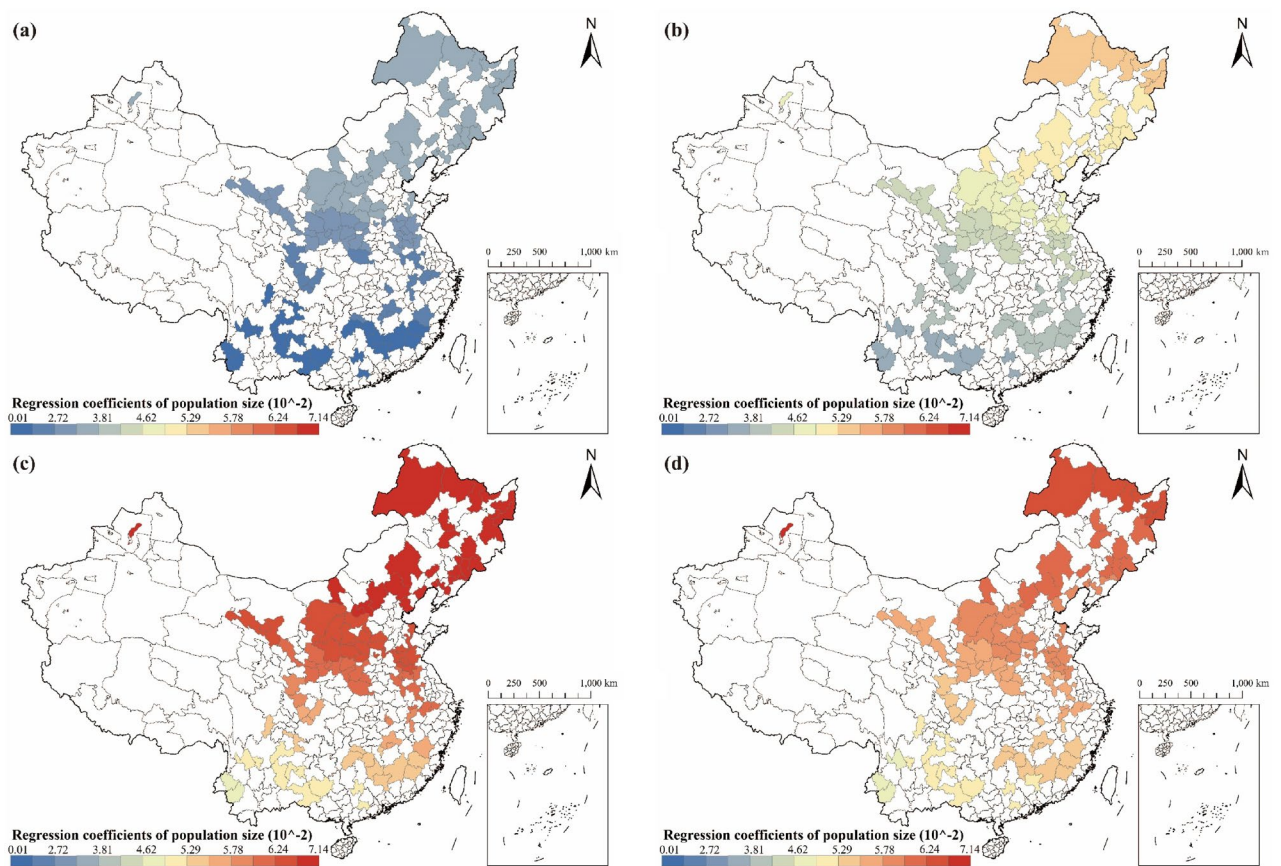 (a)
N
0 500 1,000 km
Regression coefficients of population size (10^-2)
0.01 2.72 3.81 4.62 5.29 5.78 6.24 7.14
(b)
N
0 500 1,000 km
Regression coefficients of population size (10^-2)
0.01 2.72 3.81 4.62 5.29 5.78 6.24 7.14
(c)
N
0 500 1,000 km
Regression coefficients of population size (10^-2)
0.01 2.72 3.81 4.62 5.29 5.78 6.24 7.14
(d)
N
0 500 1,000 km
Regression coefficients of population size (10^-2)
0.01 2.72 3.81 4.62 5.29 5.78 6.24 7.14